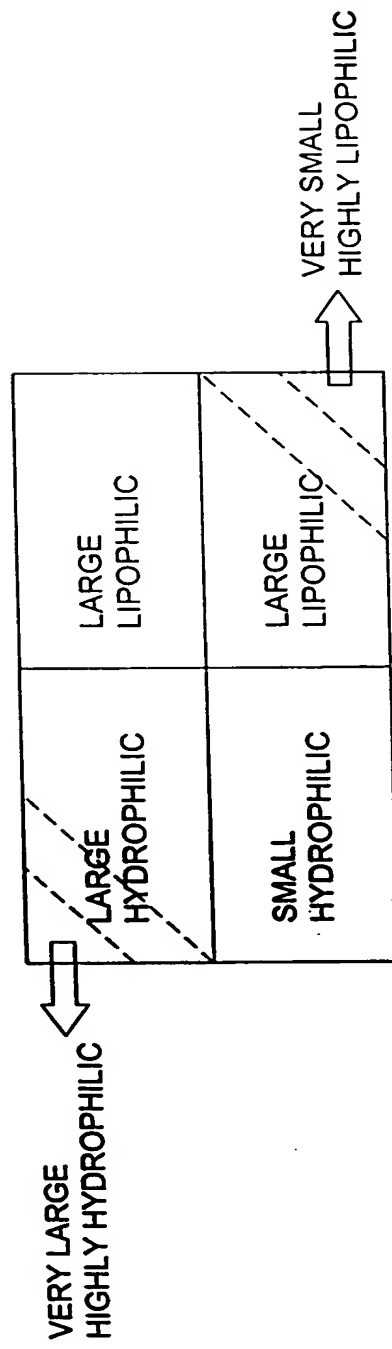 VERY LARGE
HIGHLY HYDROPHILIC
LARGE
HYDROPHILIC
LARGE
LIPOPHILIC
SMALL
HYDROPHILIC
LARGE
LIPOPHILIC
VERY SMALL
HIGHLY LIPOPHILIC